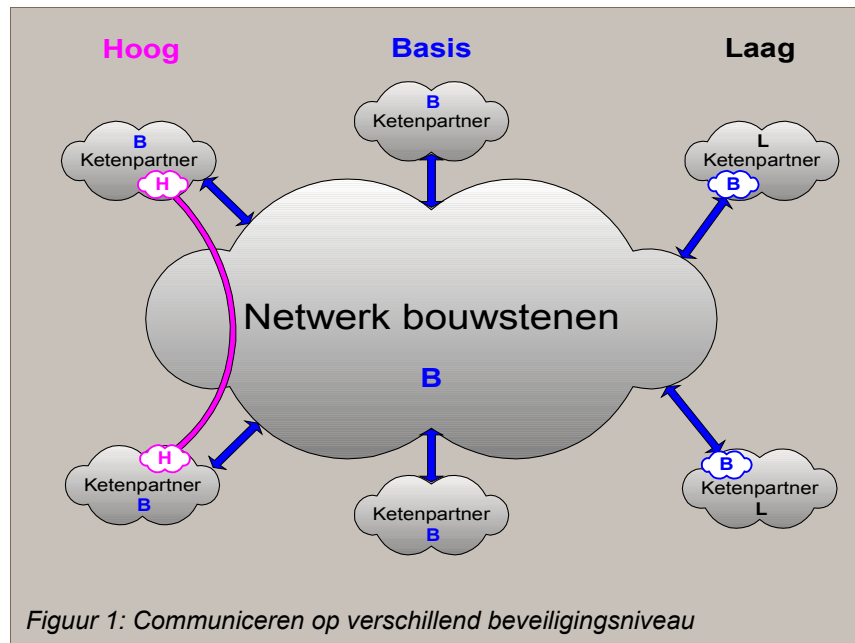 Hoog
Basis
Laag
B
Ketenpartner
H
B
Ketenpartner
L
Ketenpartner
B
Netwerk bouwstenen
B
H
Ketenpartner
B
Ketenpartner
B
B
Ketenpartner
L
Figuur 1: Communiceren op verschillend beveiligingsniveau